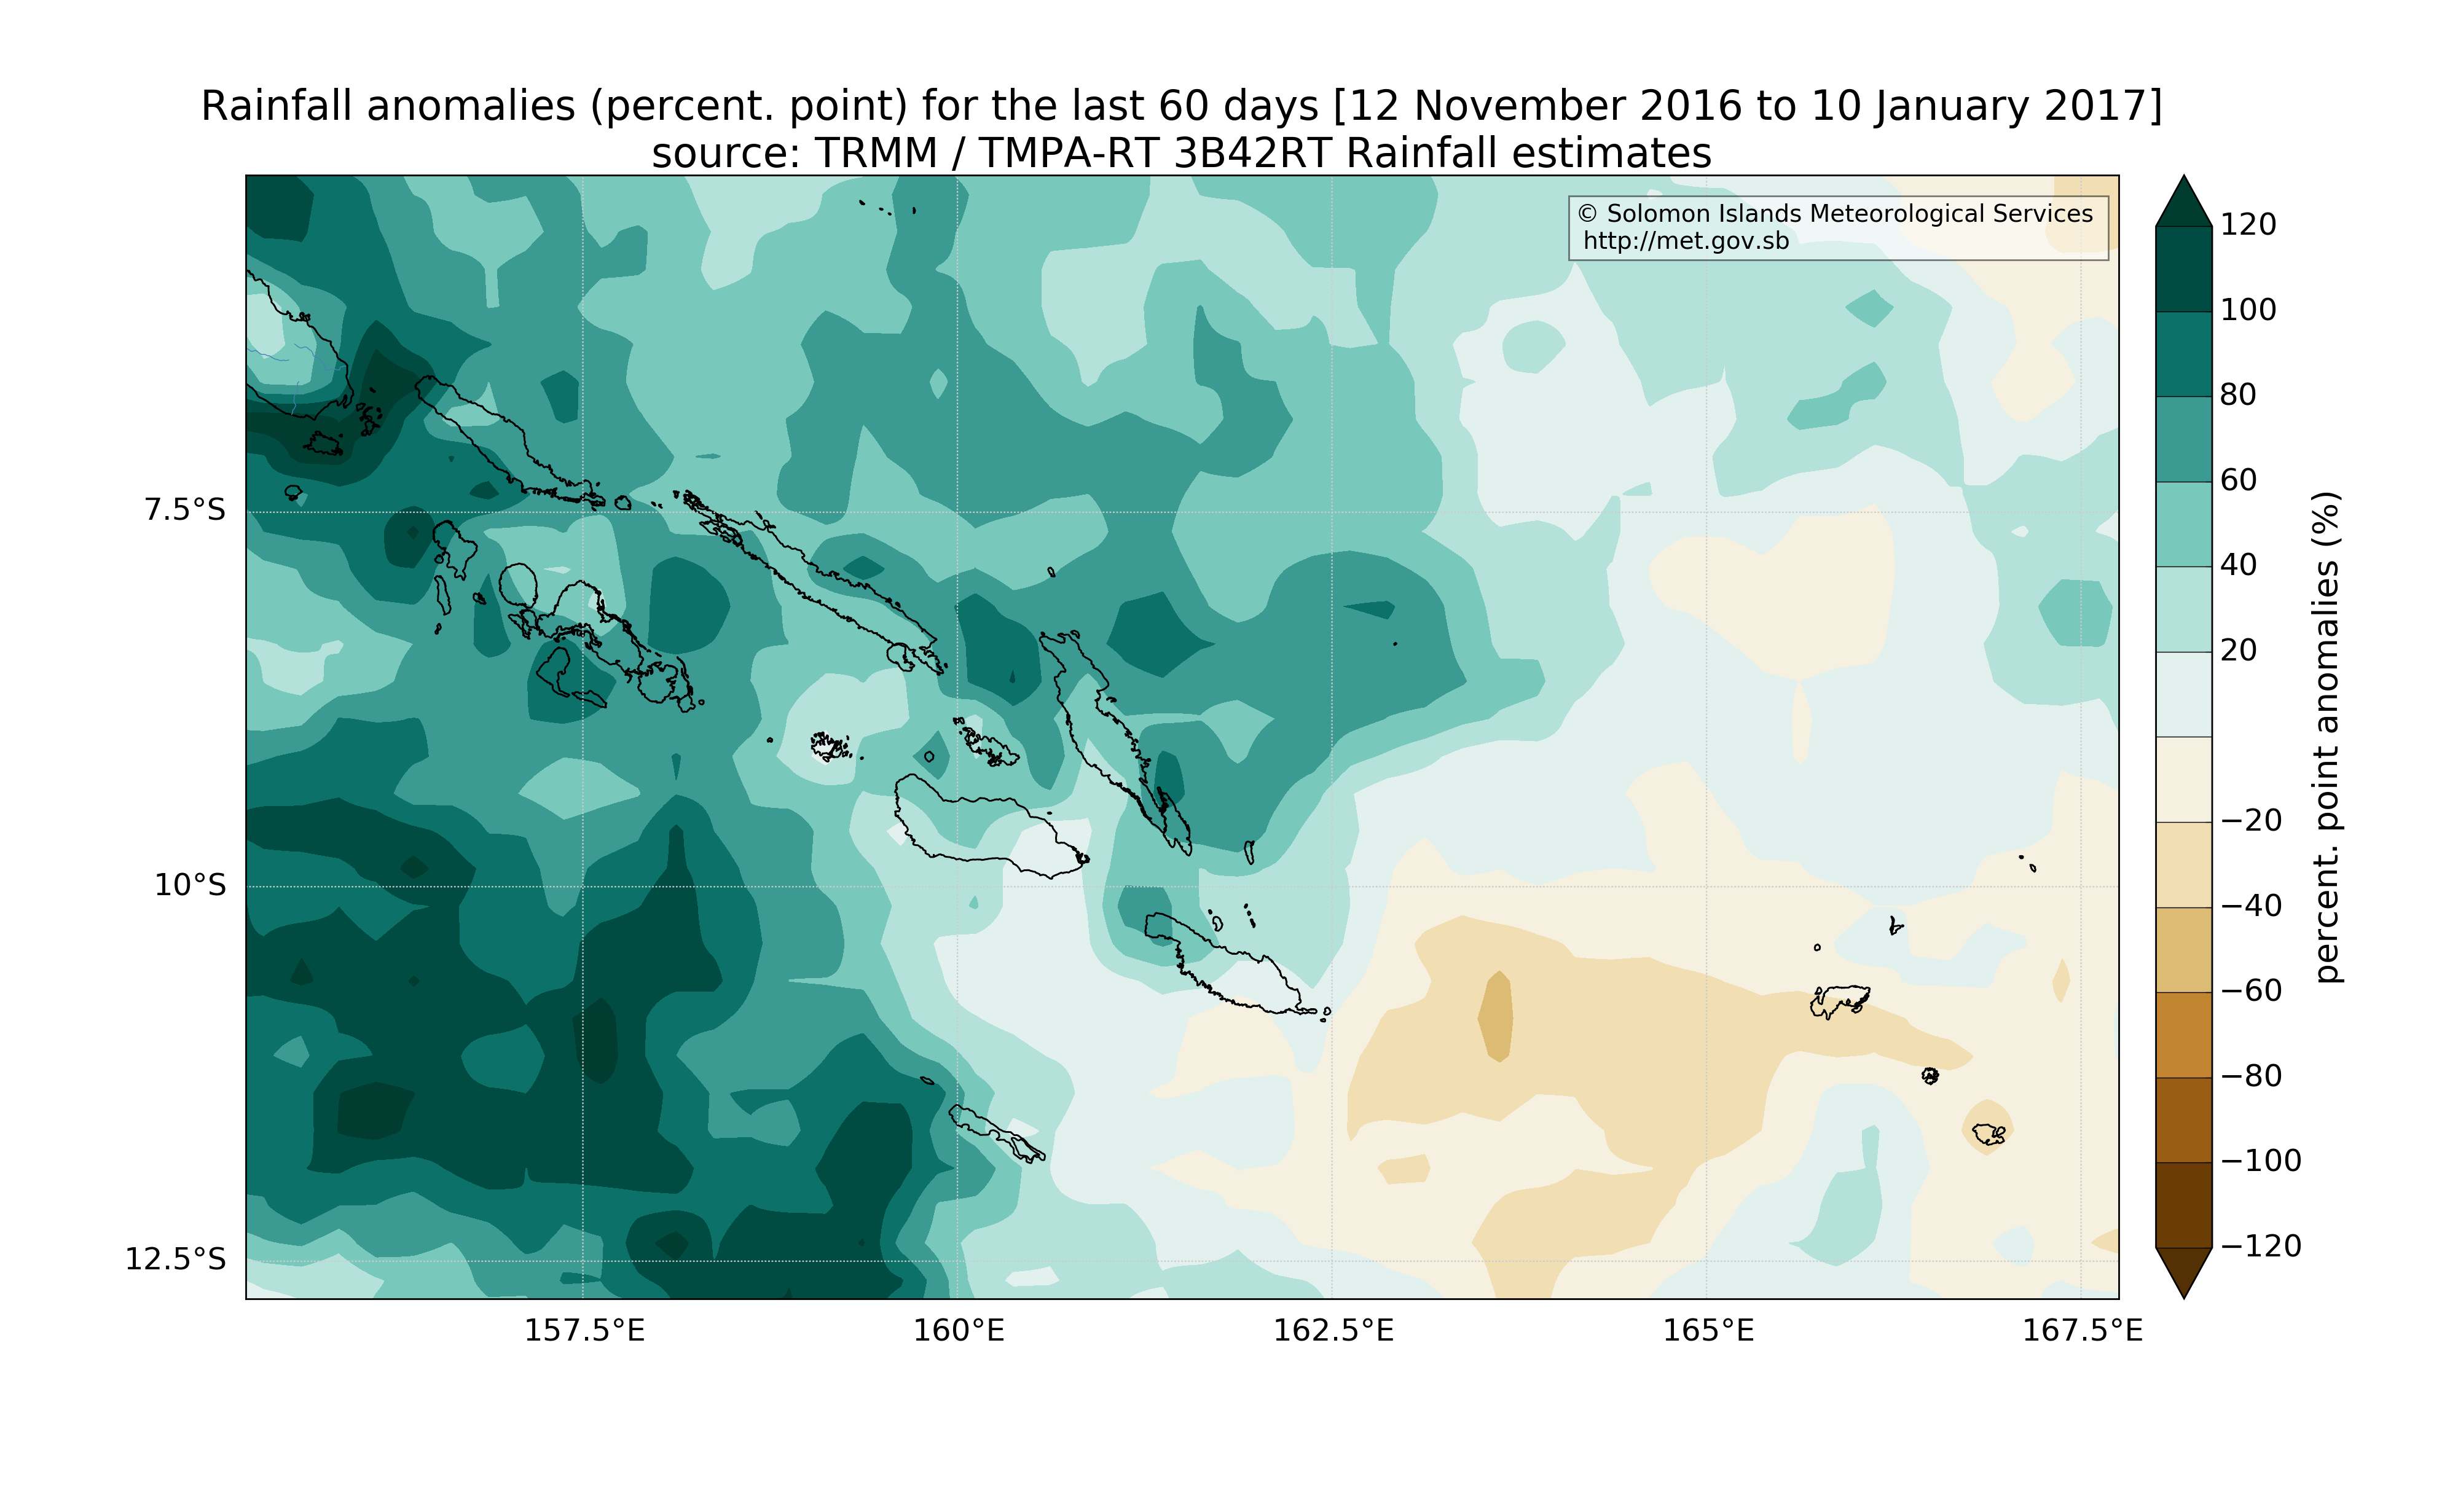 Rainfall anomalies (percent. point) for the last 60 days [12 November 2016 to 10 January 2017]
source: TRMM / TMPA-RT 3B42RT Rainfall estimates
© Solomon Islands Meteorological Services
http://met.gov.sb
7.5°S
10°S
12.5°S
157.5°E
160°E
162.5°E
165°E
167.5°E
120
100
80
60
40
20
−20
−40
−60
−80
−100
−120
percent. point anomalies (%)